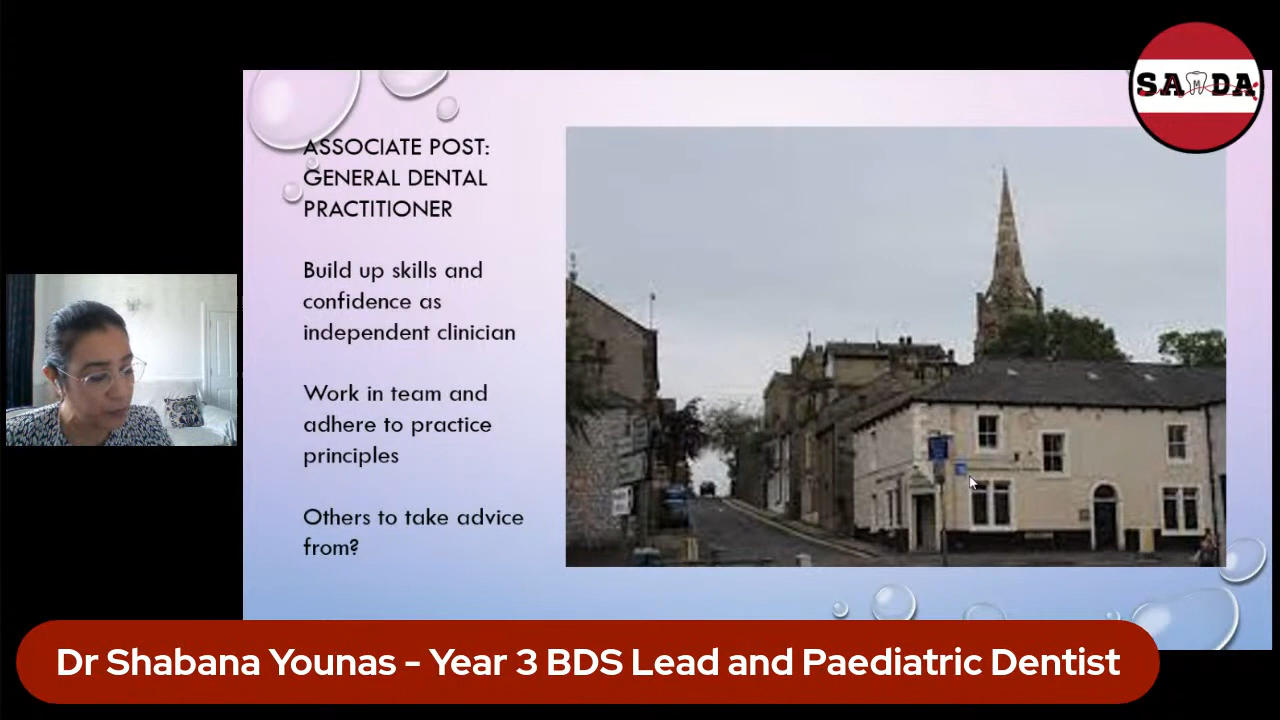 SAMDA
ASSOCIATE POST:
GENERAL DENTAL
PRACTITIONER
Build up skills and
confidence as
independent clinician
Work in team and
adhere to practice
principles
Others to take advice
from?
Dr Shabana Younas - Year 3 BDS Lead and Paediatric Dentist